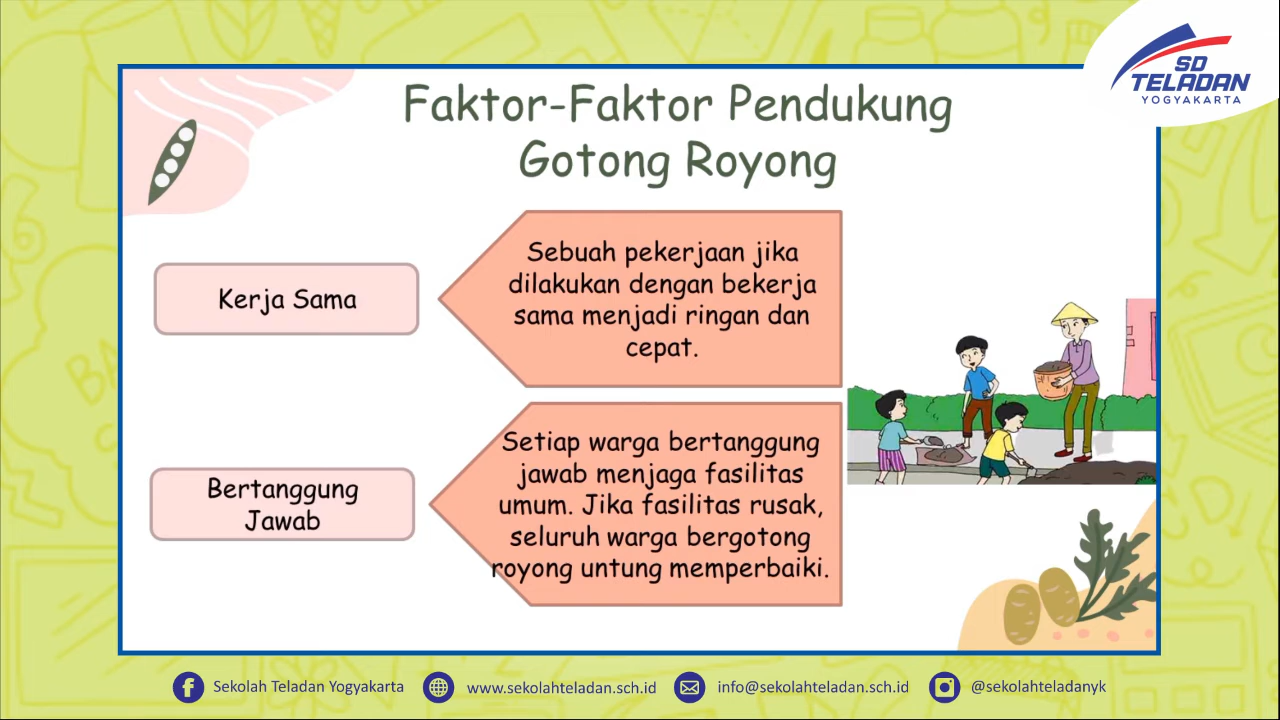 SD
TELADAN
YOGYAKARTA
Faktor-Faktor Pendukung
Gotong Royong
Kerja Sama
Sebuah pekerjaan jika
dilakukan dengan bekerja
sama menjadi ringan dan
cepat.
Bertanggung
Jawab
Setiap warga bertanggung
jawab menjaga fasilitas
umum. Jika fasilitas rusak,
seluruh warga bergotong
royong untung memperbaiki.
Sekolah Teladan Yogyakarta
www.sekolahteladan.sch.id
info@sekolahteladan.sch.id
@sekolahteladanyk